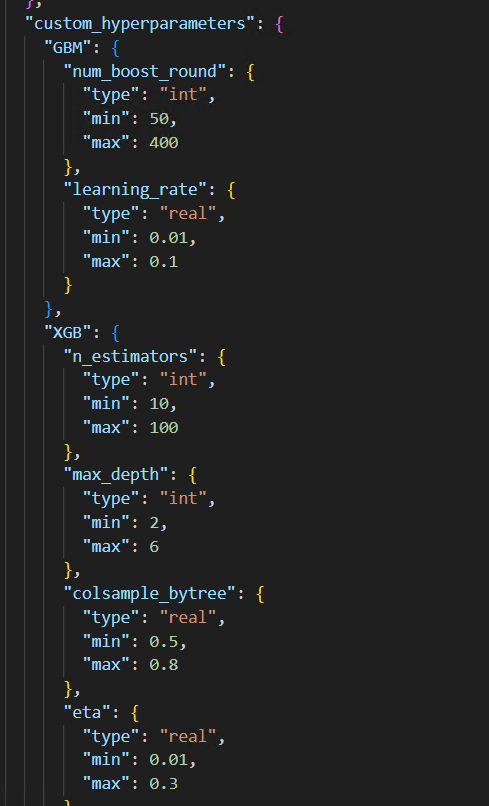 },
"custom_hyperparameters": {
"GBM": {
"num_boost_round": {
"type": "int",
"min": 50,
"max": 400
},
"learning_rate": {
"type": "real",
"min": 0.01,
"max": 0.1
}
},
"XGB": {
"n_estimators": {
"type": "int",
"min": 10,
"max": 100
},
"max_depth": {
"type": "int",
"min": 2,
"max": 6
},
"colsample_bytree": {
"type": "real",
"min": 0.5,
"max": 0.8
},
"eta": {
"type": "real",
"min": 0.01,
"max": 0.3
}